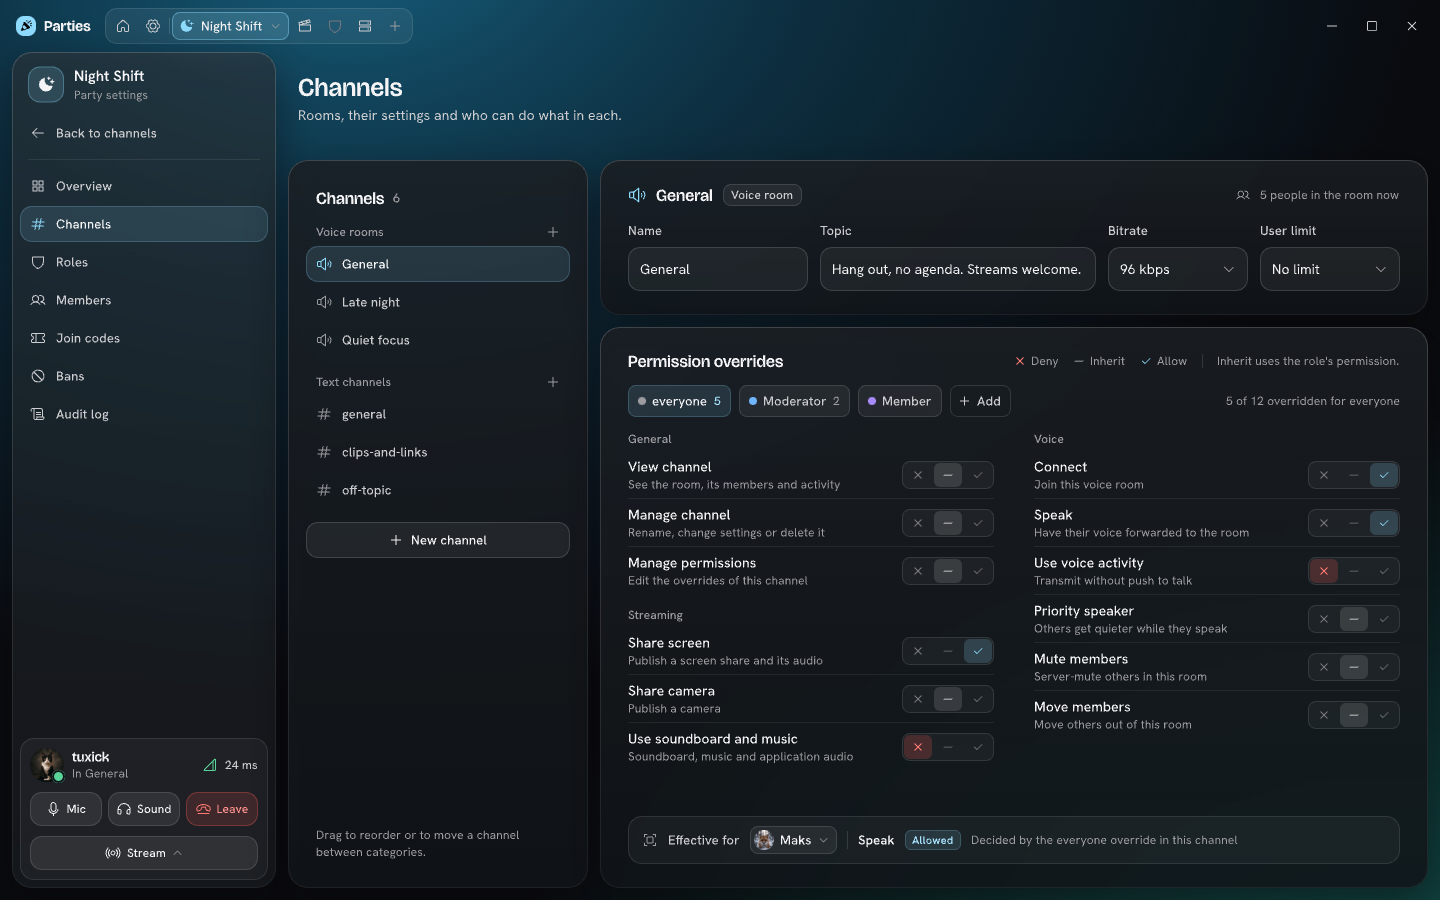 Parties
Night Shift
Night Shift
Party settings
Back to channels
Overview
Channels
Roles
Members
Join codes
Bans
Audit log
tuxick
In General
24 ms
Mic
Sound
Leave
Stream
Channels
Rooms, their settings and who can do what in each.
Channels 6
Voice rooms
General
Late night
Quiet focus
Text channels
general
clips-and-links
off-topic
New channel
Drag to reorder or to move a channel
between categories.
General
Voice room
5 people in the room now
Name
Topic
Bitrate
User limit
General
Hang out, no agenda. Streams welcome.
96 kbps
No limit
Permission overrides
Deny
Inherit
Allow
Inherit uses the role's permission.
everyone 5
Moderator 2
Member
Add
5 of 12 overridden for everyone
General
View channel
See the room, its members and activity
Manage channel
Rename, change settings or delete it
Manage permissions
Edit the overrides of this channel
Streaming
Share screen
Publish a screen share and its audio
Share camera
Publish a camera
Use soundboard and music
Soundboard, music and application audio
Voice
Connect
Join this voice room
Speak
Have their voice forwarded to the room
Use voice activity
Transmit without push to talk
Priority speaker
Others get quieter while they speak
Mute members
Server-mute others in this room
Move members
Move others out of this room
Effective for
Maks
Speak
Allowed
Decided by the everyone override in this channel